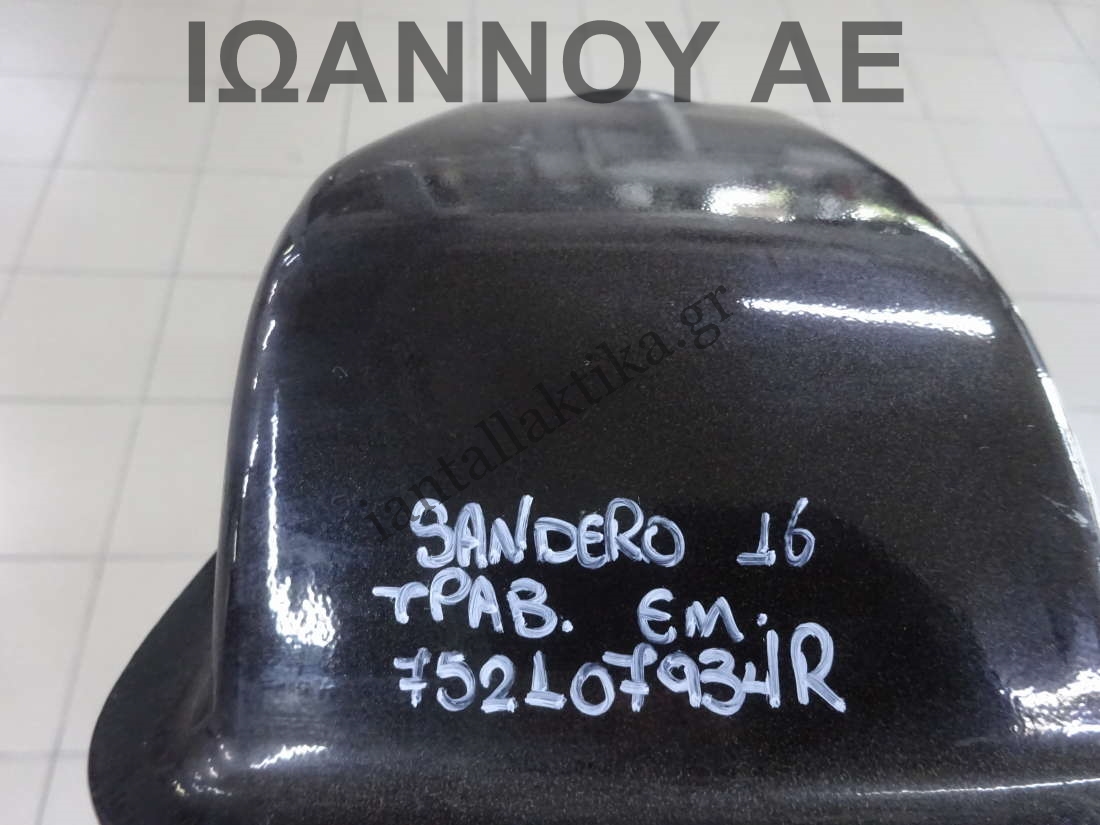 ΙΩΑΝΝΟΥ ΑΕ
iantallaktika.gr
SANDERO 16
ΤΡΑΒ. ΕΜ.
752107934R